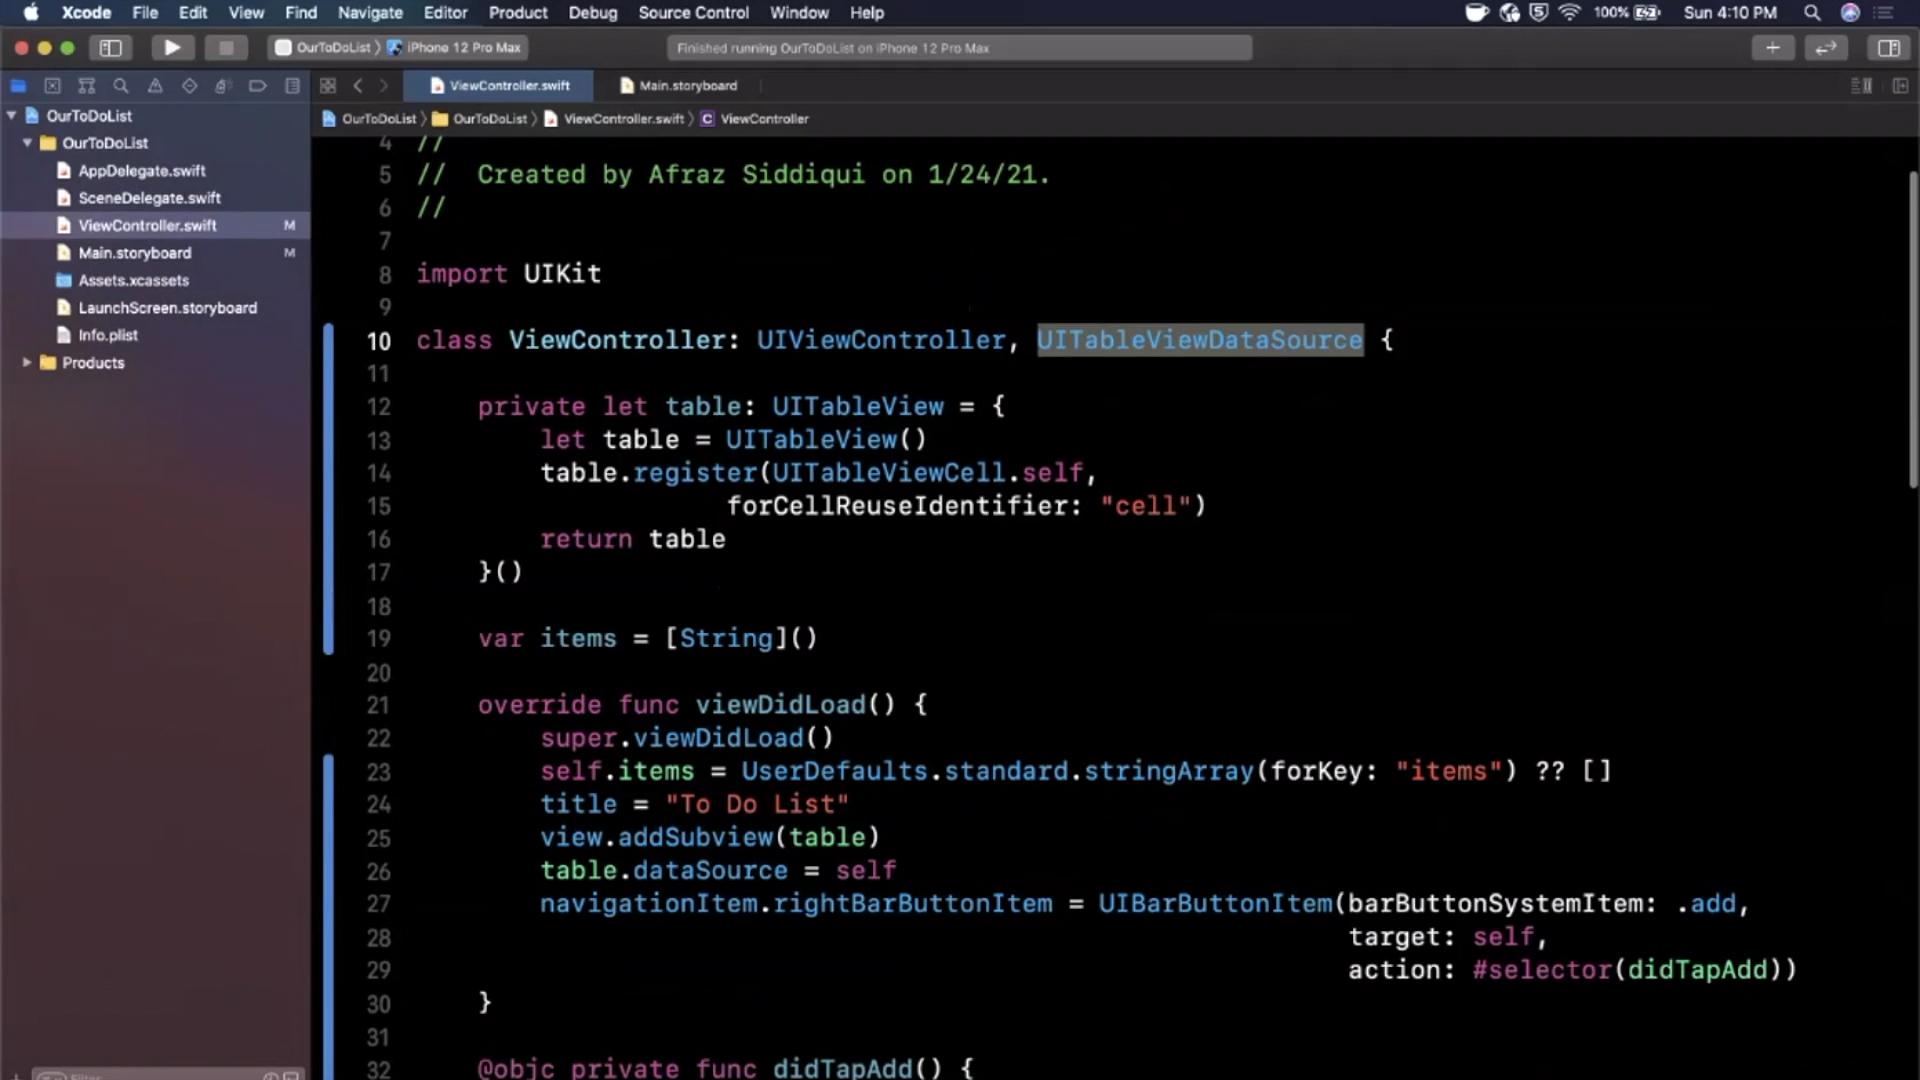 Xcode File Edit View Find Navigate Editor Product Debug Source Control Window Help 100% Sun 4:10 PM
OurToDoList iPhone 12 Pro Max Finished running OurToDoList on iPhone 12 Pro Max
ViewController.swift Main.storyboard
OurToDoList OurToDoList ViewController.swift ViewController
OurToDoList
OurToDoList
AppDelegate.swift
SceneDelegate.swift
ViewController.swift M
Main.storyboard M
Assets.xcassets
LaunchScreen.storyboard
Info.plist
Products
4 //
5 //  Created by Afraz Siddiqui on 1/24/21.
6 //
7
8 import UIKit
9
10 class ViewController: UIViewController, UITableViewDataSource {
11
12     private let table: UITableView = {
13         let table = UITableView()
14         table.register(UITableViewCell.self,
15                     forCellReuseIdentifier: "cell")
16         return table
17     }()
18
19     var items = [String]()
20
21     override func viewDidLoad() {
22         super.viewDidLoad()
23         self.items = UserDefaults.standard.stringArray(forKey: "items") ?? []
24         title = "To Do List"
25         view.addSubview(table)
26         table.dataSource = self
27         navigationItem.rightBarButtonItem = UIBarButtonItem(barButtonSystemItem: .add,
28                                                             target: self,
29                                                             action: #selector(didTapAdd))
30     }
31
32     @objc private func didTapAdd() {
Filter